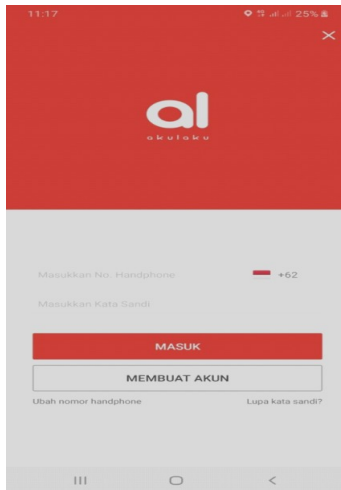 11:17 25%
al
akulaku
Masukkan No. Handphone +62
Masukkan Kata Sandi
MASUK
MEMBUAT AKUN
Ubah nomor handphone Lupa kata sandi?